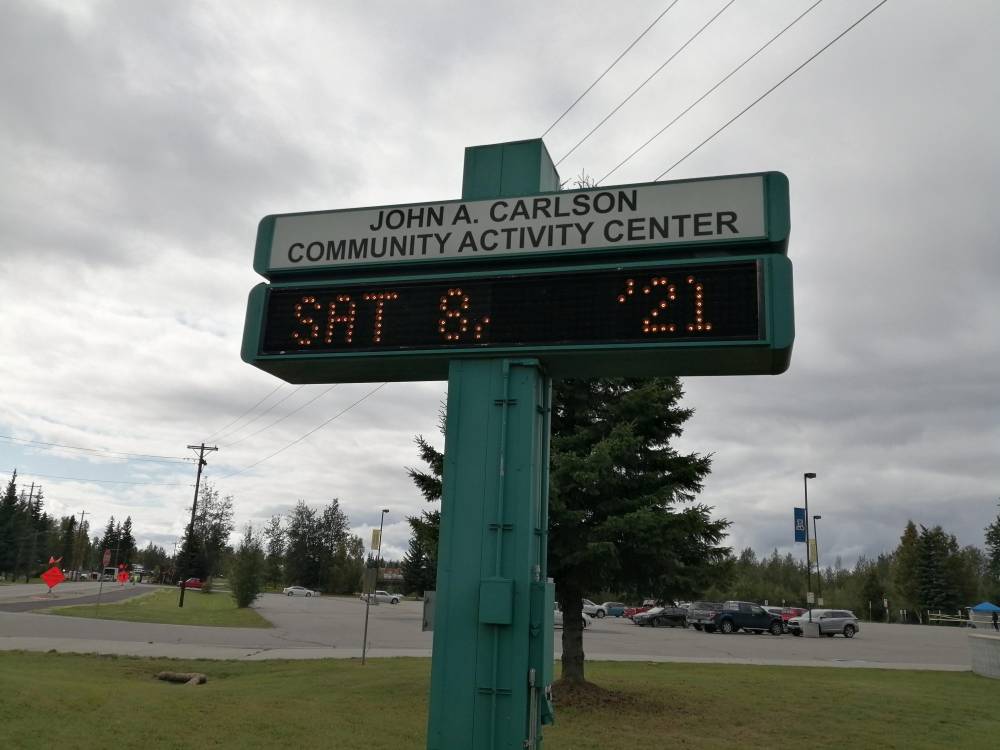 JOHN A. CARLSON
COMMUNITY ACTIVITY CENTER
SAT 8, '21